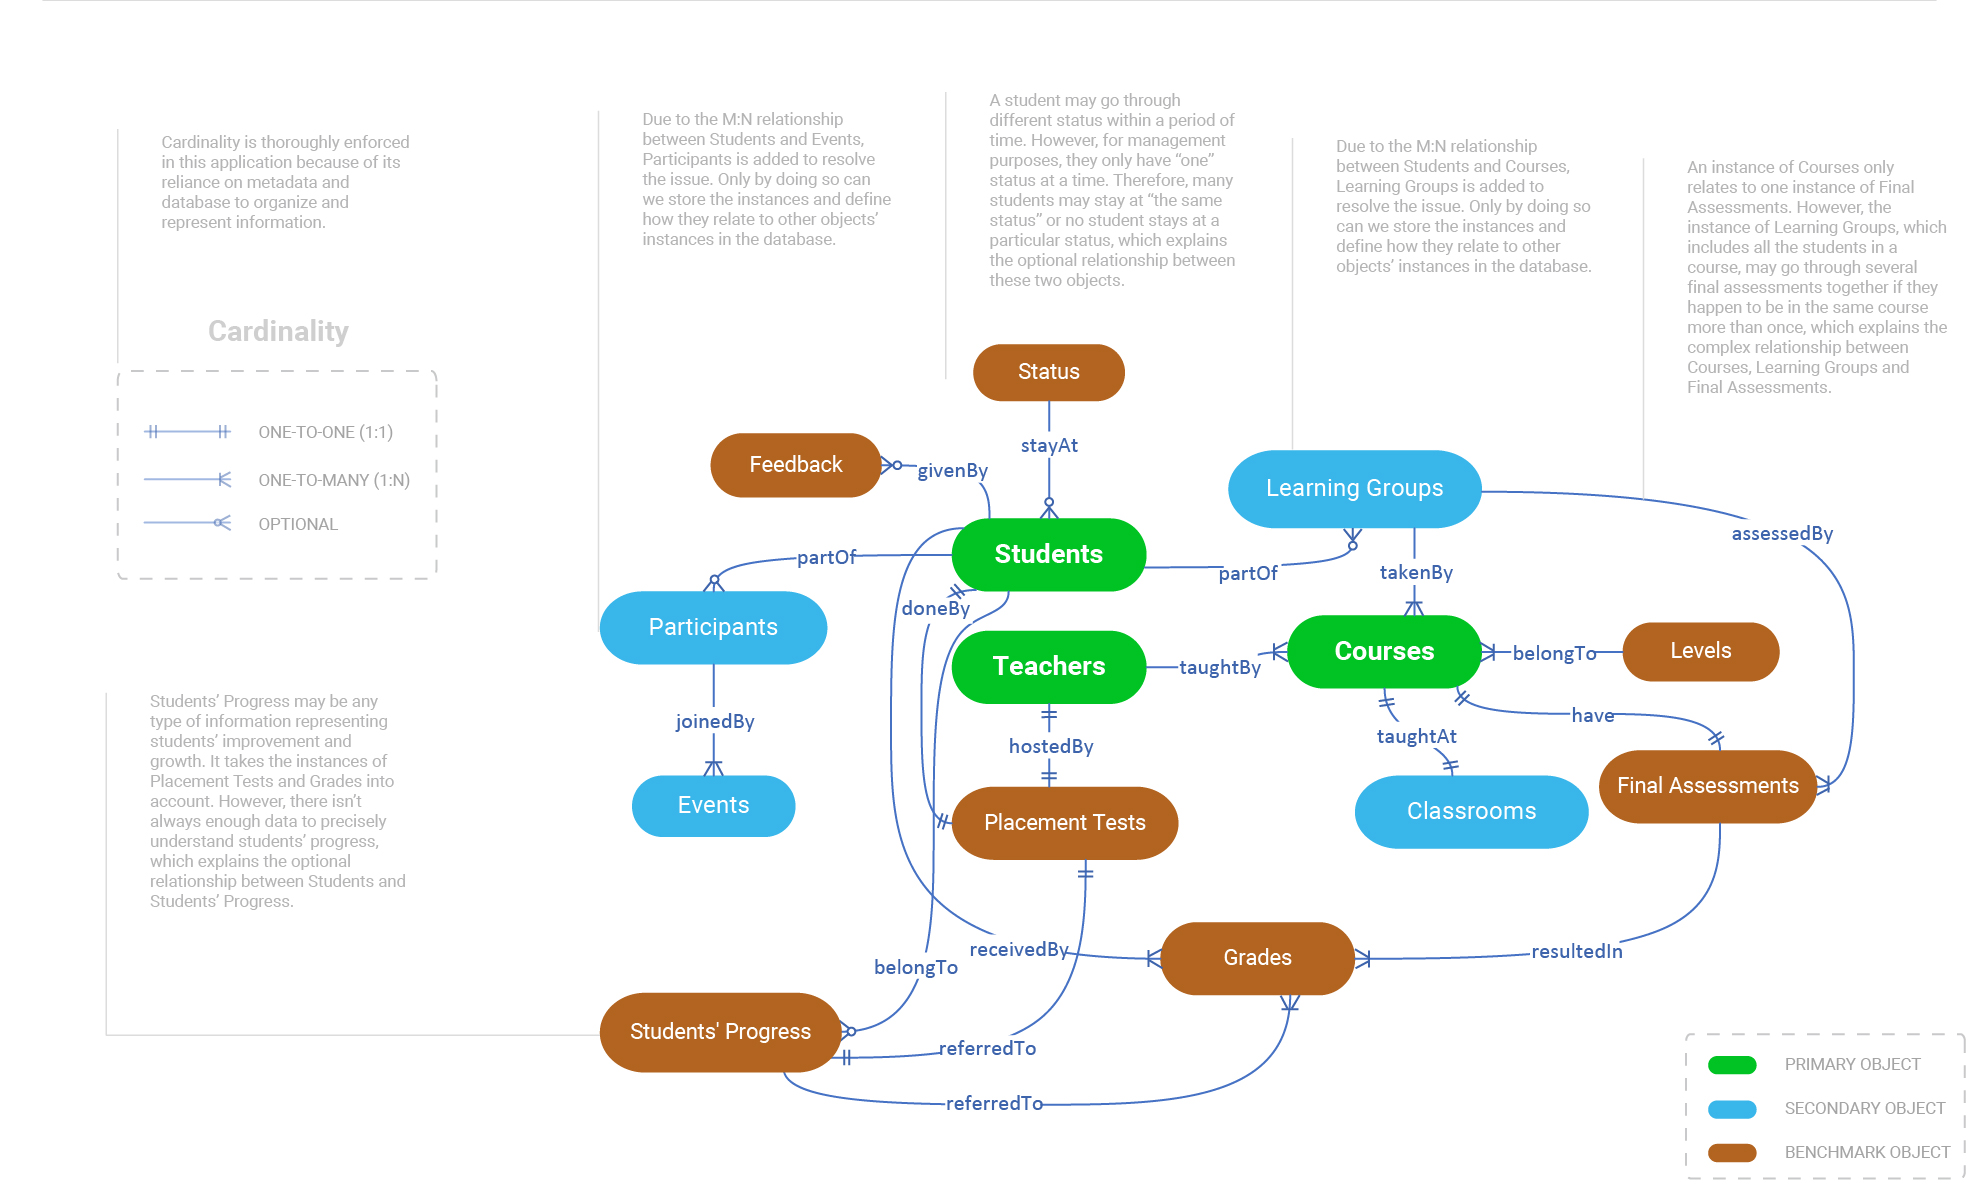 Cardinality is thoroughly enforced
in this application because of its
reliance on metadata and
database to organize and
represent information.
Due to the M:N relationship
between Students and Events,
Participants is added to resolve
the issue. Only by doing so can
we store the instances and define
how they relate to other objects’
instances in the database.
A student may go through
different status within a period of
time. However, for management
purposes, they only have “one”
status at a time. Therefore, many
students may stay at “the same
status” or no student stays at a
particular status, which explains
the optional relationship between
these two objects.
Due to the M:N relationship
between Students and Courses,
Learning Groups is added to
resolve the issue. Only by doing so
can we store the instances and
define how they relate to other
objects’ instances in the database.
An instance of Courses only
relates to one instance of Final
Assessments. However, the
instance of Learning Groups, which
includes all the students in a
course, may go through several
final assessments together if they
happen to be in the same course
more than once, which explains the
complex relationship between
Courses, Learning Groups and
Final Assessments.
Cardinality
ONE-TO-ONE (1:1)
ONE-TO-MANY (1:N)
OPTIONAL
Status
stayAt
Feedback
givenBy
Learning Groups
assessedBy
Students
partOf
partOf
takenBy
doneBy
Participants
Teachers
taughtBy
Courses
belongTo
Levels
joinedBy
hostedBy
taughtAt
have
Events
Placement Tests
Classrooms
Final Assessments
Students’ Progress may be any
type of information representing
students’ improvement and
growth. It takes the instances of
Placement Tests and Grades into
account. However, there isn’t
always enough data to precisely
understand students’ progress,
which explains the optional
relationship between Students and
Students’ Progress.
receivedBy
Grades
resultedIn
belongTo
Students' Progress
referredTo
referredTo
PRIMARY OBJECT
SECONDARY OBJECT
BENCHMARK OBJECT